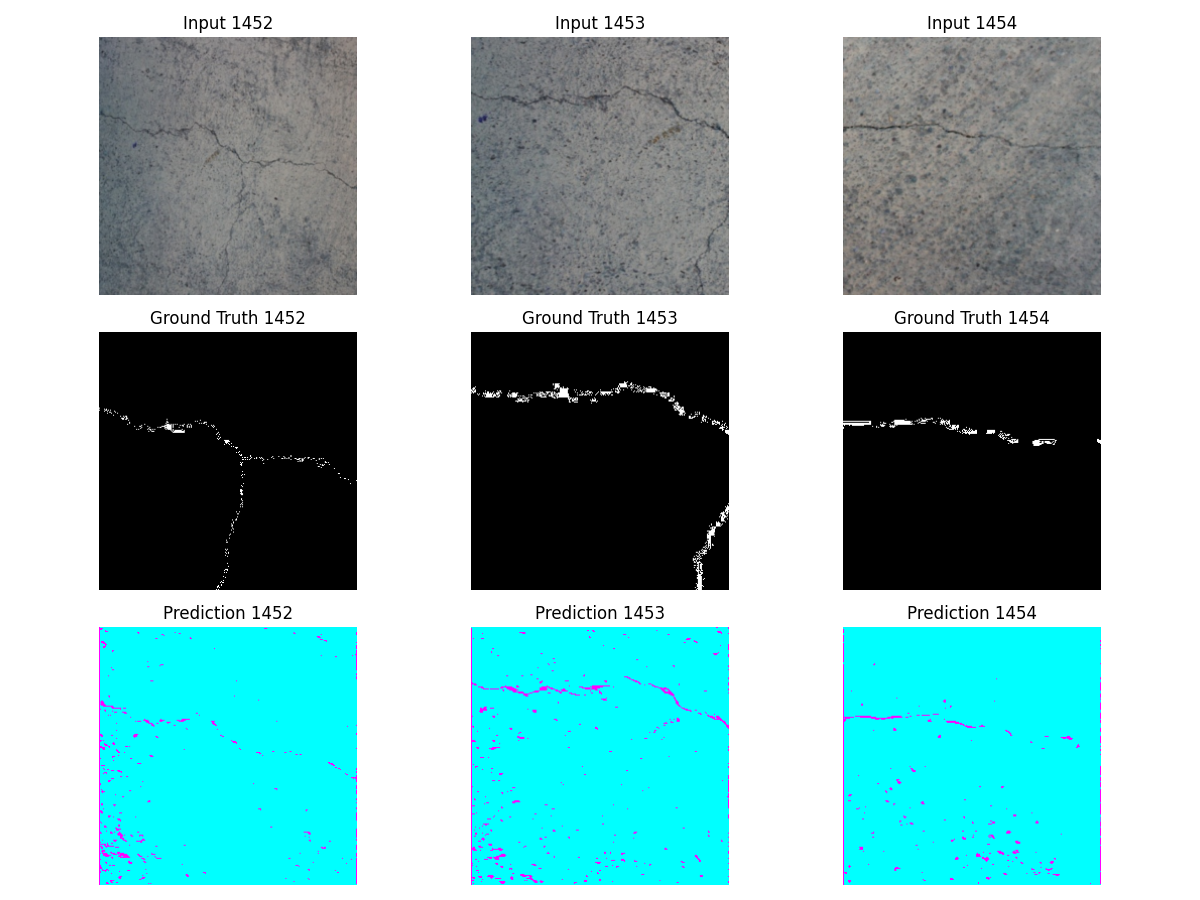 Input 1452
Input 1453
Input 1454
Ground Truth 1452
Ground Truth 1453
Ground Truth 1454
Prediction 1452
Prediction 1453
Prediction 1454